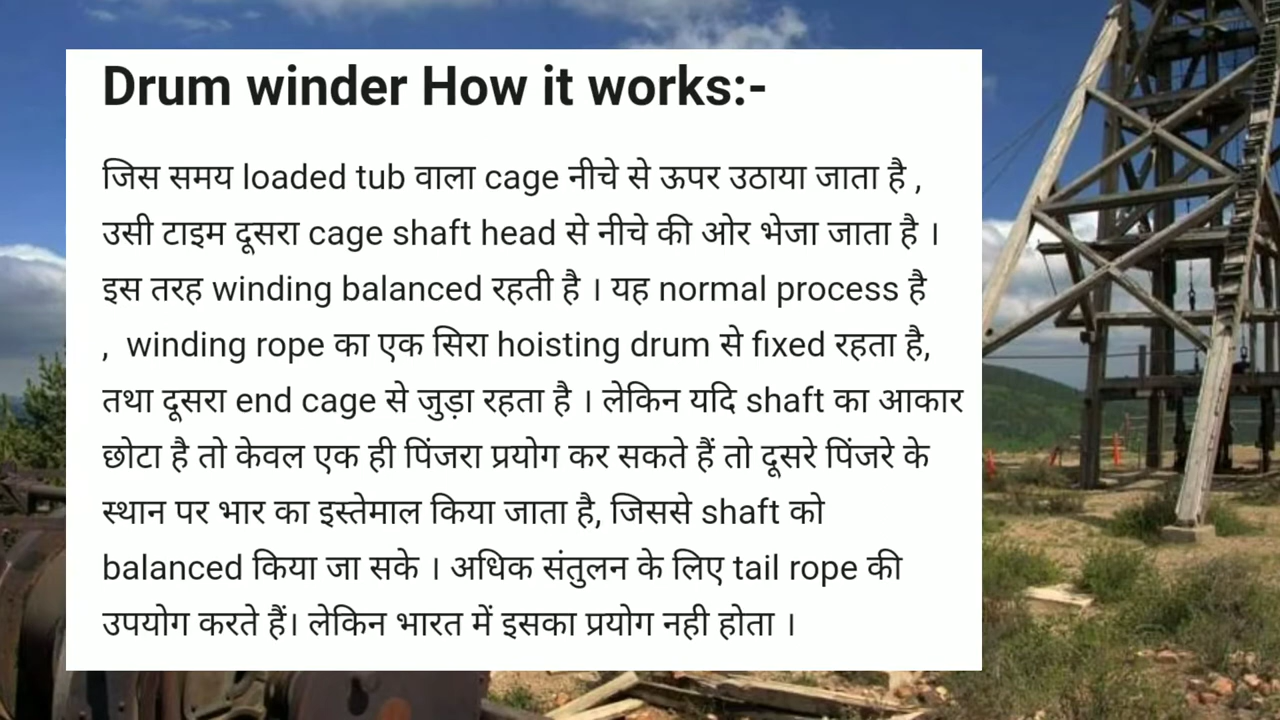 Drum winder How it works:-
जिस समय loaded tub वाला cage नीचे से ऊपर उठाया जाता है ,
उसी टाइम दूसरा cage shaft head से नीचे की ओर भेजा जाता है ।
इस तरह winding balanced रहती है । यह normal process है
, winding rope का एक सिरा hoisting drum से fixed रहता है,
तथा दूसरा end cage से जुड़ा रहता है । लेकिन यदि shaft का आकार
छोटा है तो केवल एक ही पिंजरा प्रयोग कर सकते हैं तो दूसरे पिंजरे के
स्थान पर भार का इस्तेमाल किया जाता है, जिससे shaft को
balanced किया जा सके । अधिक संतुलन के लिए tail rope की
उपयोग करते हैं। लेकिन भारत में इसका प्रयोग नही होता ।